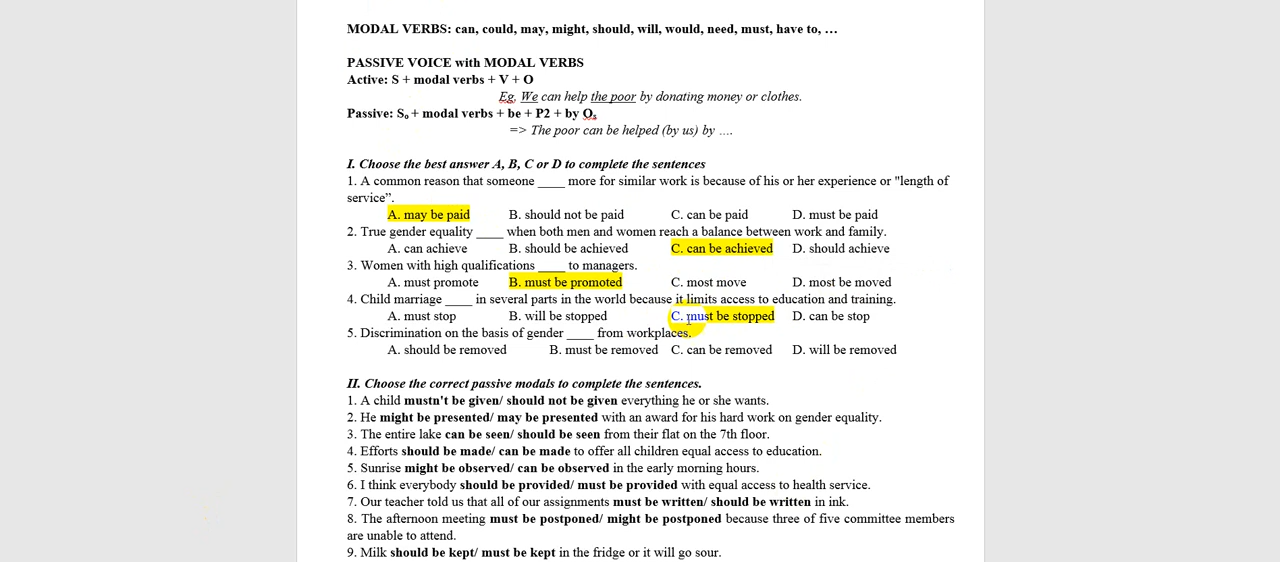 MODAL VERBS: can, could, may, might, should, will, would, need, must, have to, …
PASSIVE VOICE with MODAL VERBS
Active: S + modal verbs + V + O
Eg. We can help the poor by donating money or clothes.
Passive: So + modal verbs + be + P2 + by Os
=> The poor can be helped (by us) by ….
I. Choose the best answer A, B, C or D to complete the sentences
1. A common reason that someone ____ more for similar work is because of his or her experience or "length of
service”.
A. may be paid B. should not be paid C. can be paid D. must be paid
2. True gender equality ____ when both men and women reach a balance between work and family.
A. can achieve B. should be achieved C. can be achieved D. should achieve
3. Women with high qualifications ____ to managers.
A. must promote B. must be promoted C. most move D. most be moved
4. Child marriage ____ in several parts in the world because it limits access to education and training.
A. must stop B. will be stopped C. must be stopped D. can be stop
5. Discrimination on the basis of gender ____ from workplaces.
A. should be removed B. must be removed C. can be removed D. will be removed
II. Choose the correct passive modals to complete the sentences.
1. A child mustn't be given/ should not be given everything he or she wants.
2. He might be presented/ may be presented with an award for his hard work on gender equality.
3. The entire lake can be seen/ should be seen from their flat on the 7th floor.
4. Efforts should be made/ can be made to offer all children equal access to education.
5. Sunrise might be observed/ can be observed in the early morning hours.
6. I think everybody should be provided/ must be provided with equal access to health service.
7. Our teacher told us that all of our assignments must be written/ should be written in ink.
8. The afternoon meeting must be postponed/ might be postponed because three of five committee members
are unable to attend.
9. Milk should be kept/ must be kept in the fridge or it will go sour.